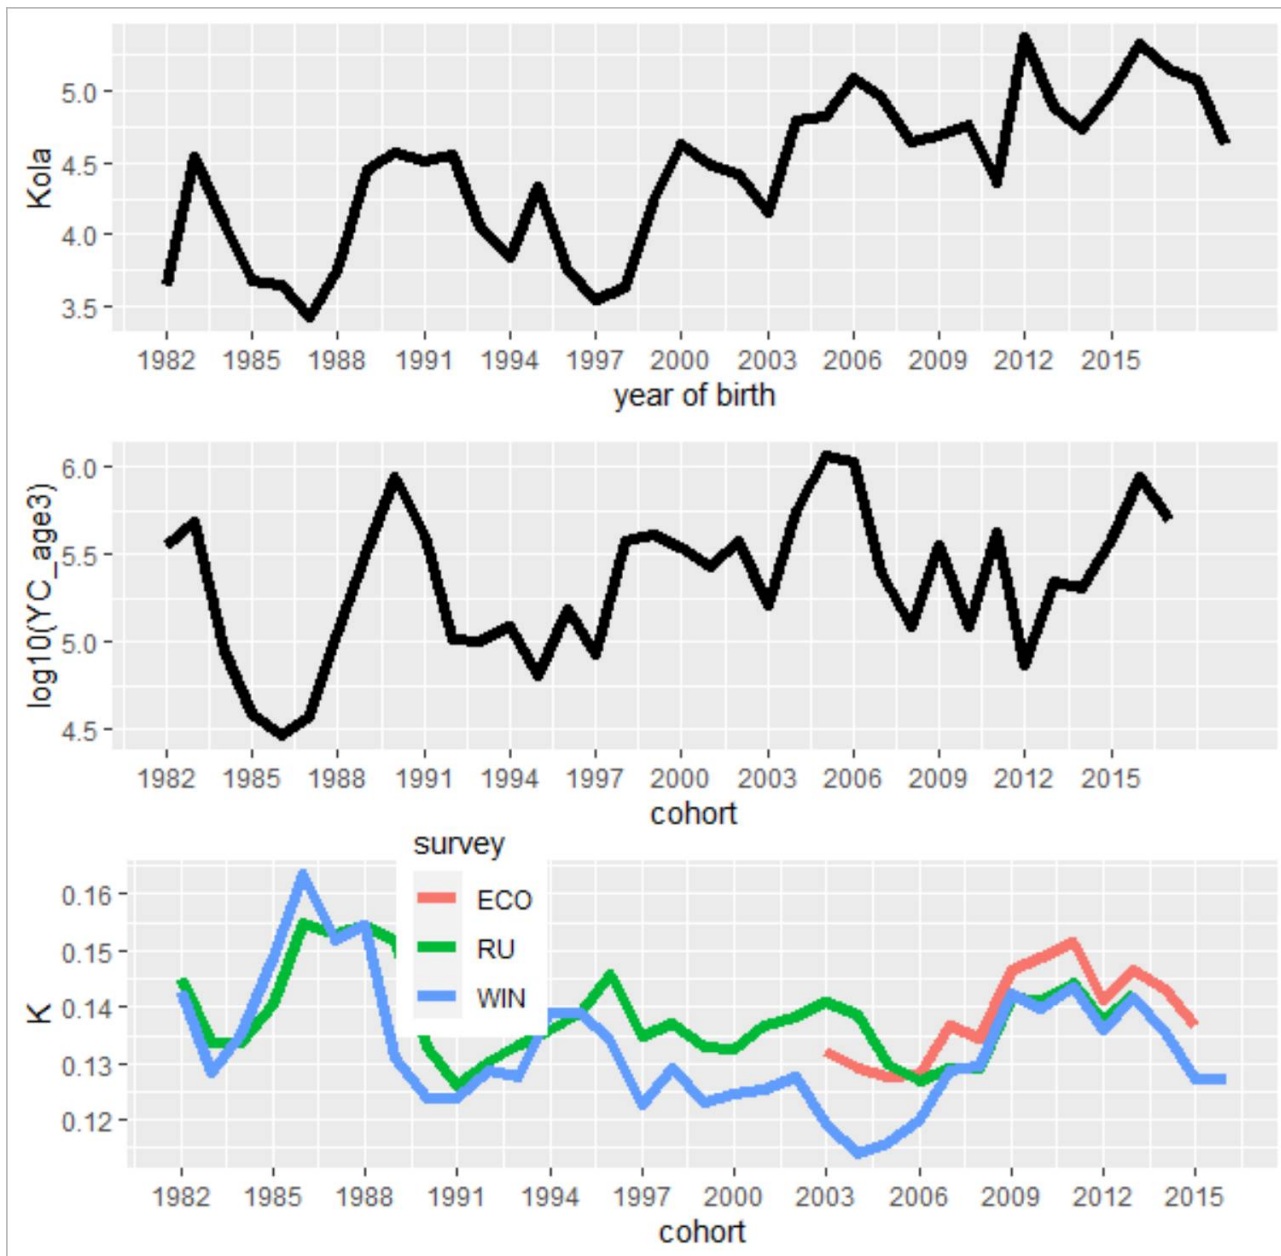 Kola
5.0
4.5
4.0
3.5
1982 1985 1988 1991 1994 1997 2000 2003 2006 2009 2012 2015
year of birth
log10(YC_age3)
6.0
5.5
5.0
4.5
1982 1985 1988 1991 1994 1997 2000 2003 2006 2009 2012 2015
cohort
survey
ECO
RU
WIN
K
0.16
0.15
0.14
0.13
0.12
1982 1985 1988 1991 1994 1997 2000 2003 2006 2009 2012 2015
cohort